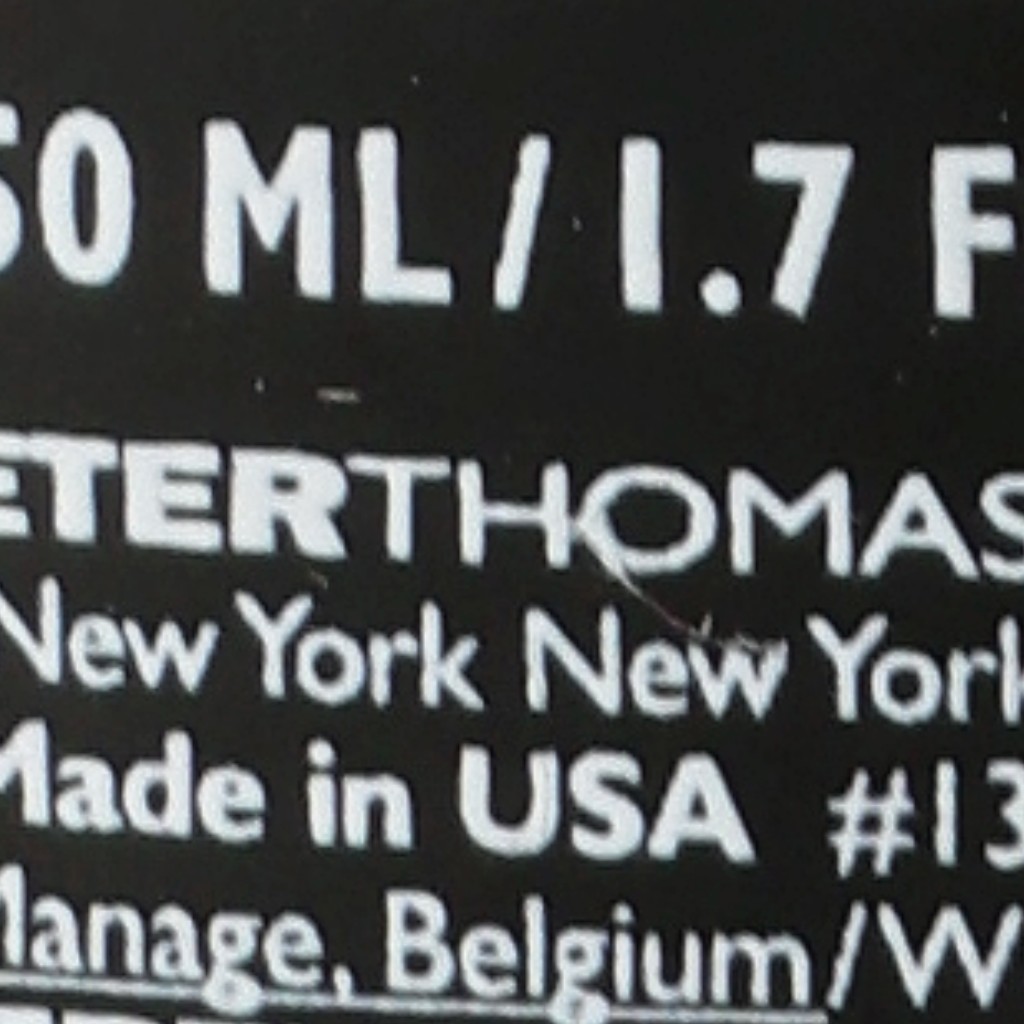 50 ML/1.7 F
ETERTHOMAS
New York New York
Made in USA #13
Manage, Belgium/W